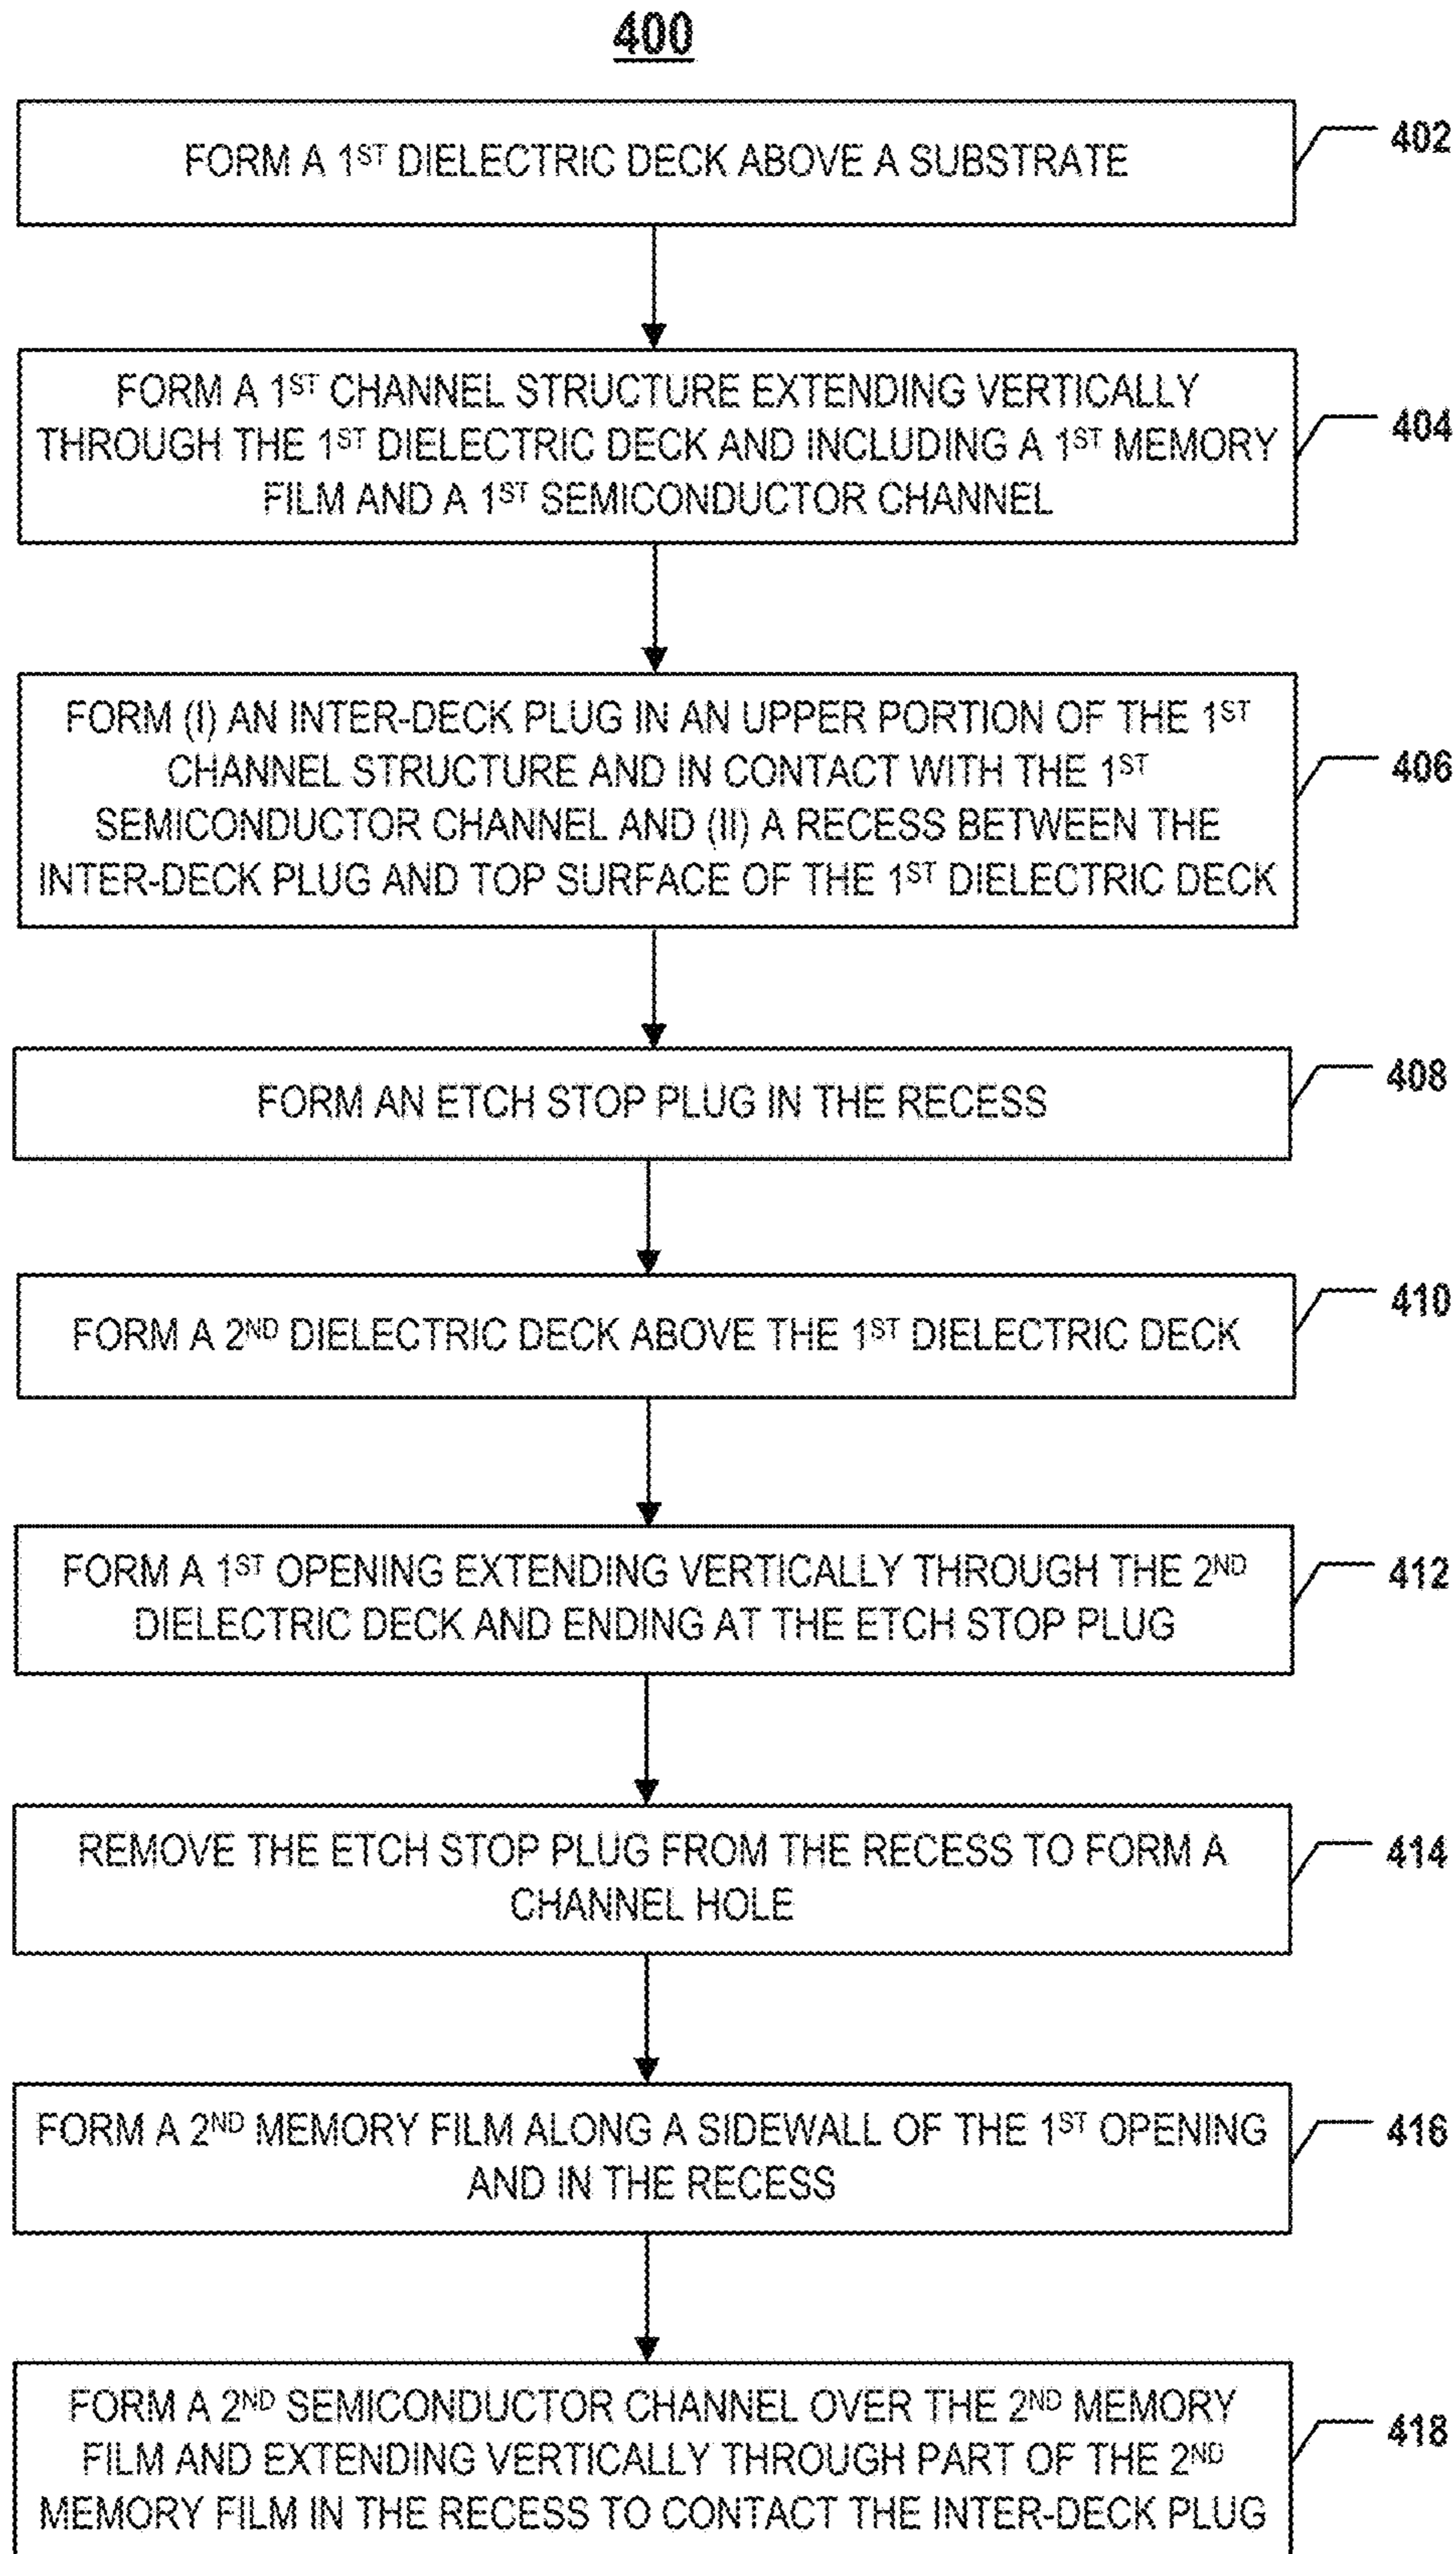 400
FORM A 1ST DIELECTRIC DECK ABOVE A SUBSTRATE
402
FORM A 1ST CHANNEL STRUCTURE EXTENDING VERTICALLY
THROUGH THE 1ST DIELECTRIC DECK AND INCLUDING A 1ST MEMORY
FILM AND A 1ST SEMICONDUCTOR CHANNEL
404
FORM (I) AN INTER-DECK PLUG IN AN UPPER PORTION OF THE 1ST
CHANNEL STRUCTURE AND IN CONTACT WITH THE 1ST
SEMICONDUCTOR CHANNEL AND (II) A RECESS BETWEEN THE
INTER-DECK PLUG AND TOP SURFACE OF THE 1ST DIELECTRIC DECK
406
FORM AN ETCH STOP PLUG IN THE RECESS
408
FORM A 2ND DIELECTRIC DECK ABOVE THE 1ST DIELECTRIC DECK
410
FORM A 1ST OPENING EXTENDING VERTICALLY THROUGH THE 2ND
DIELECTRIC DECK AND ENDING AT THE ETCH STOP PLUG
412
REMOVE THE ETCH STOP PLUG FROM THE RECESS TO FORM A
CHANNEL HOLE
414
FORM A 2ND MEMORY FILM ALONG A SIDEWALL OF THE 1ST OPENING
AND IN THE RECESS
416
FORM A 2ND SEMICONDUCTOR CHANNEL OVER THE 2ND MEMORY
FILM AND EXTENDING VERTICALLY THROUGH PART OF THE 2ND
MEMORY FILM IN THE RECESS TO CONTACT THE INTER-DECK PLUG
418